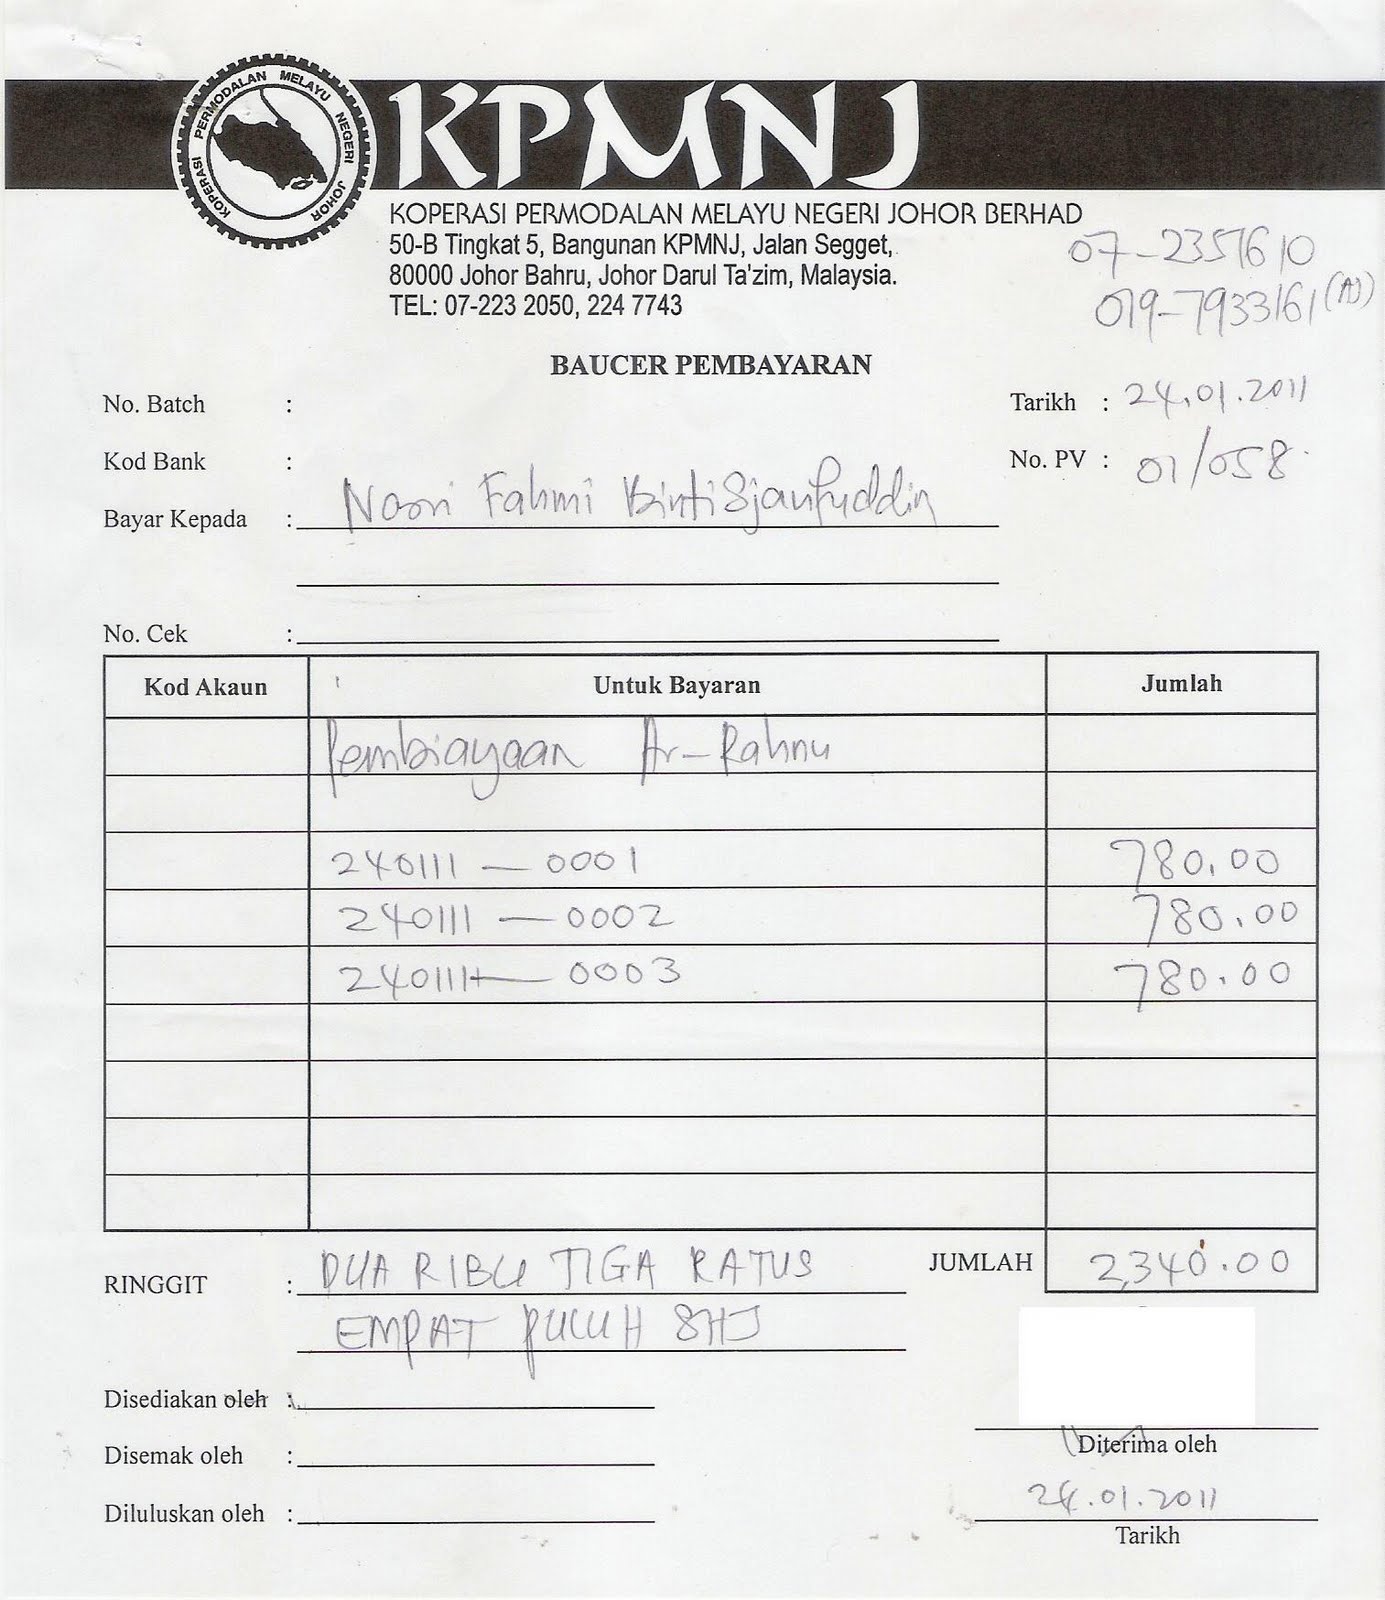 KOPERASI PERMODALAN MELAYU NEGERI JOHOR
KPMNJ
KOPERASI PERMODALAN MELAYU NEGERI JOHOR BERHAD
50-B Tingkat 5, Bangunan KPMNJ, Jalan Segget,
80000 Johor Bahru, Johor Darul Ta'zim, Malaysia.
TEL: 07-223 2050, 224 7743
07-2351610
019-7933161
BAUCER PEMBAYARAN
No. Batch :
Tarikh : 24.01.2011
Kod Bank :
No. PV : 01/058
Bayar Kepada : Fahmi Binti Sjarifuddin
No. Cek :
Kod Akaun Untuk Bayaran Jumlah
Pembiayaan Ar-Rahnu
240111 — 0001 780.00
240111 — 0002 780.00
240111 — 0003 780.00
JUMLAH 2,340.00
RINGGIT : DUA RIBU TIGA RATUS
EMPAT PULUH SHJ
Disediakan oleh :
Disemak oleh :
Diterima oleh
Diluluskan oleh :
24.01.2011
Tarikh